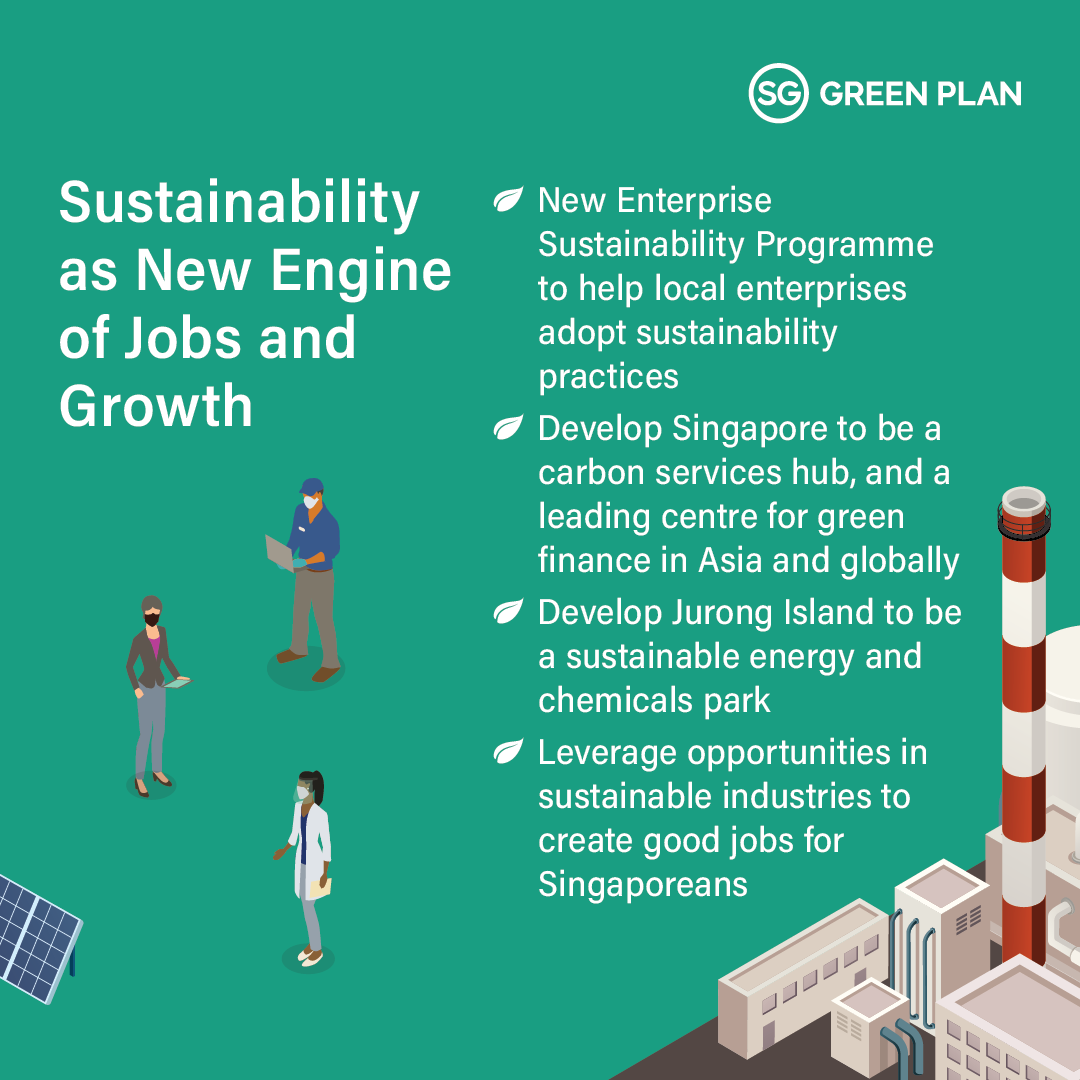 SG GREEN PLAN
Sustainability
as New Engine
of Jobs and
Growth
New Enterprise
Sustainability Programme
to help local enterprises
adopt sustainability
practices
Develop Singapore to be a
carbon services hub, and a
leading centre for green
finance in Asia and globally
Develop Jurong Island to be
a sustainable energy and
chemicals park
Leverage opportunities in
sustainable industries to
create good jobs for
Singaporeans